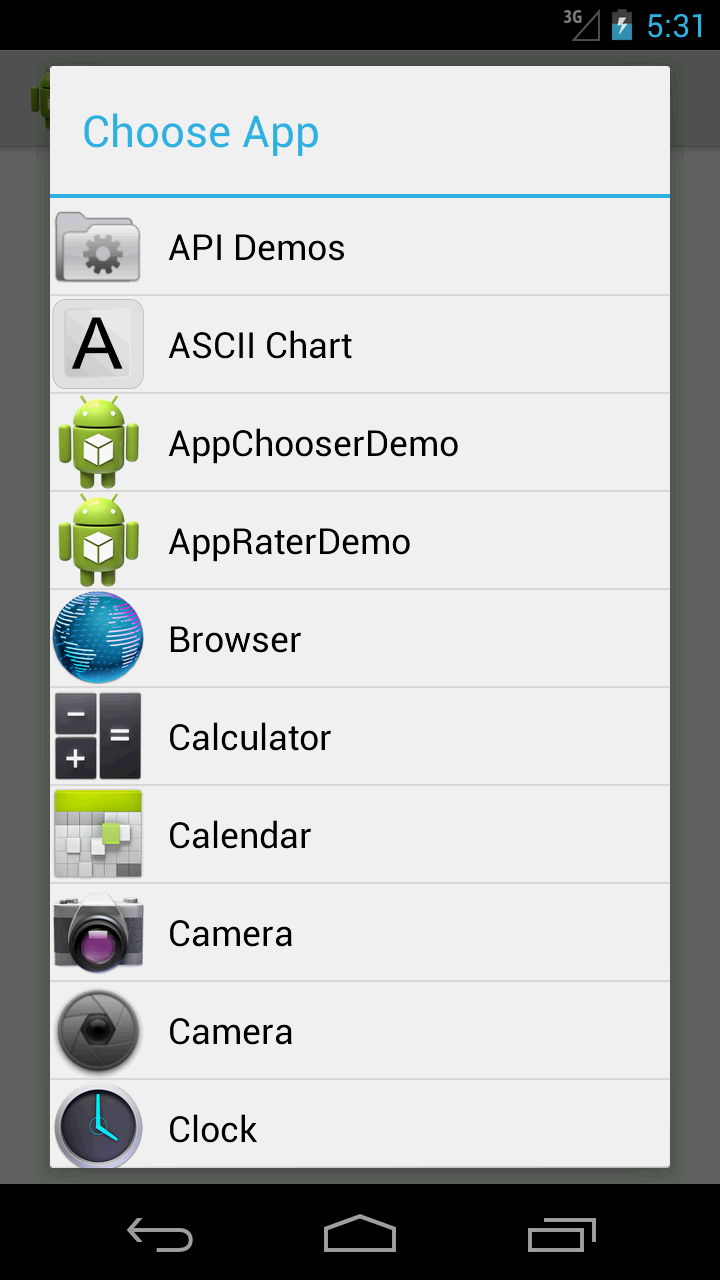 3G 5:31
Choose App
API Demos
A ASCII Chart
AppChooserDemo
AppRaterDemo
Browser
Calculator
Calendar
Camera
Camera
Clock